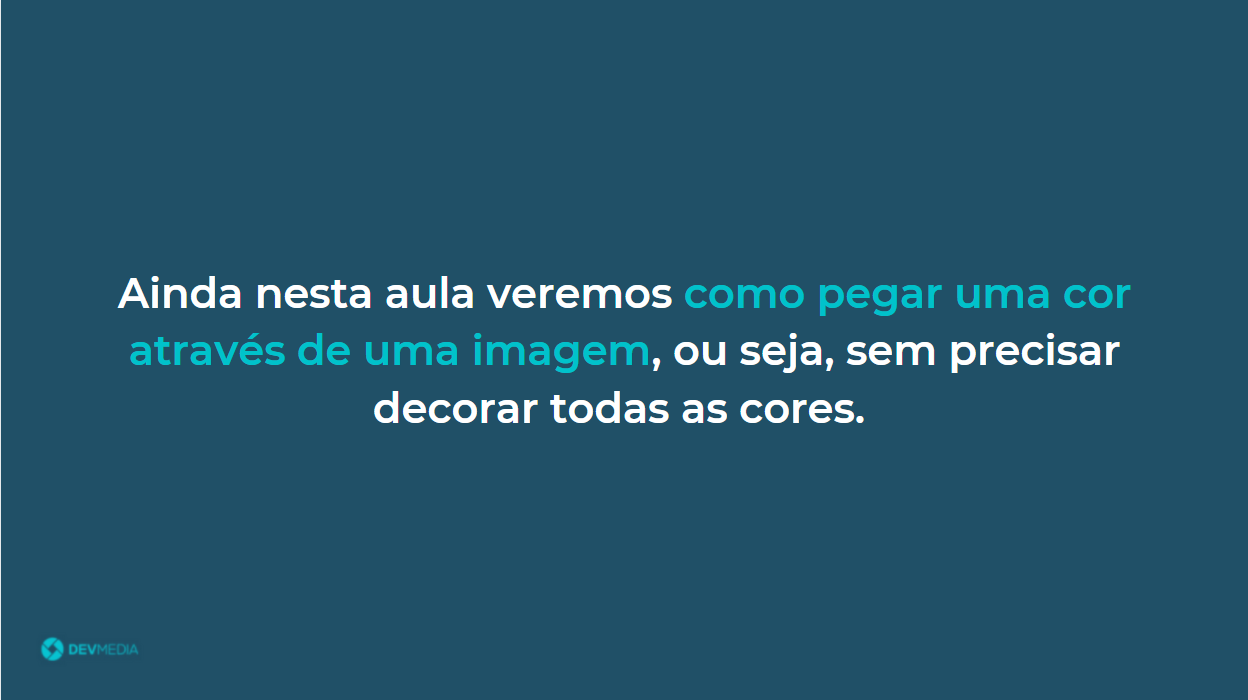 Ainda nesta aula veremos como pegar uma cor
através de uma imagem, ou seja, sem precisar
decorar todas as cores.
DEVMEDIA